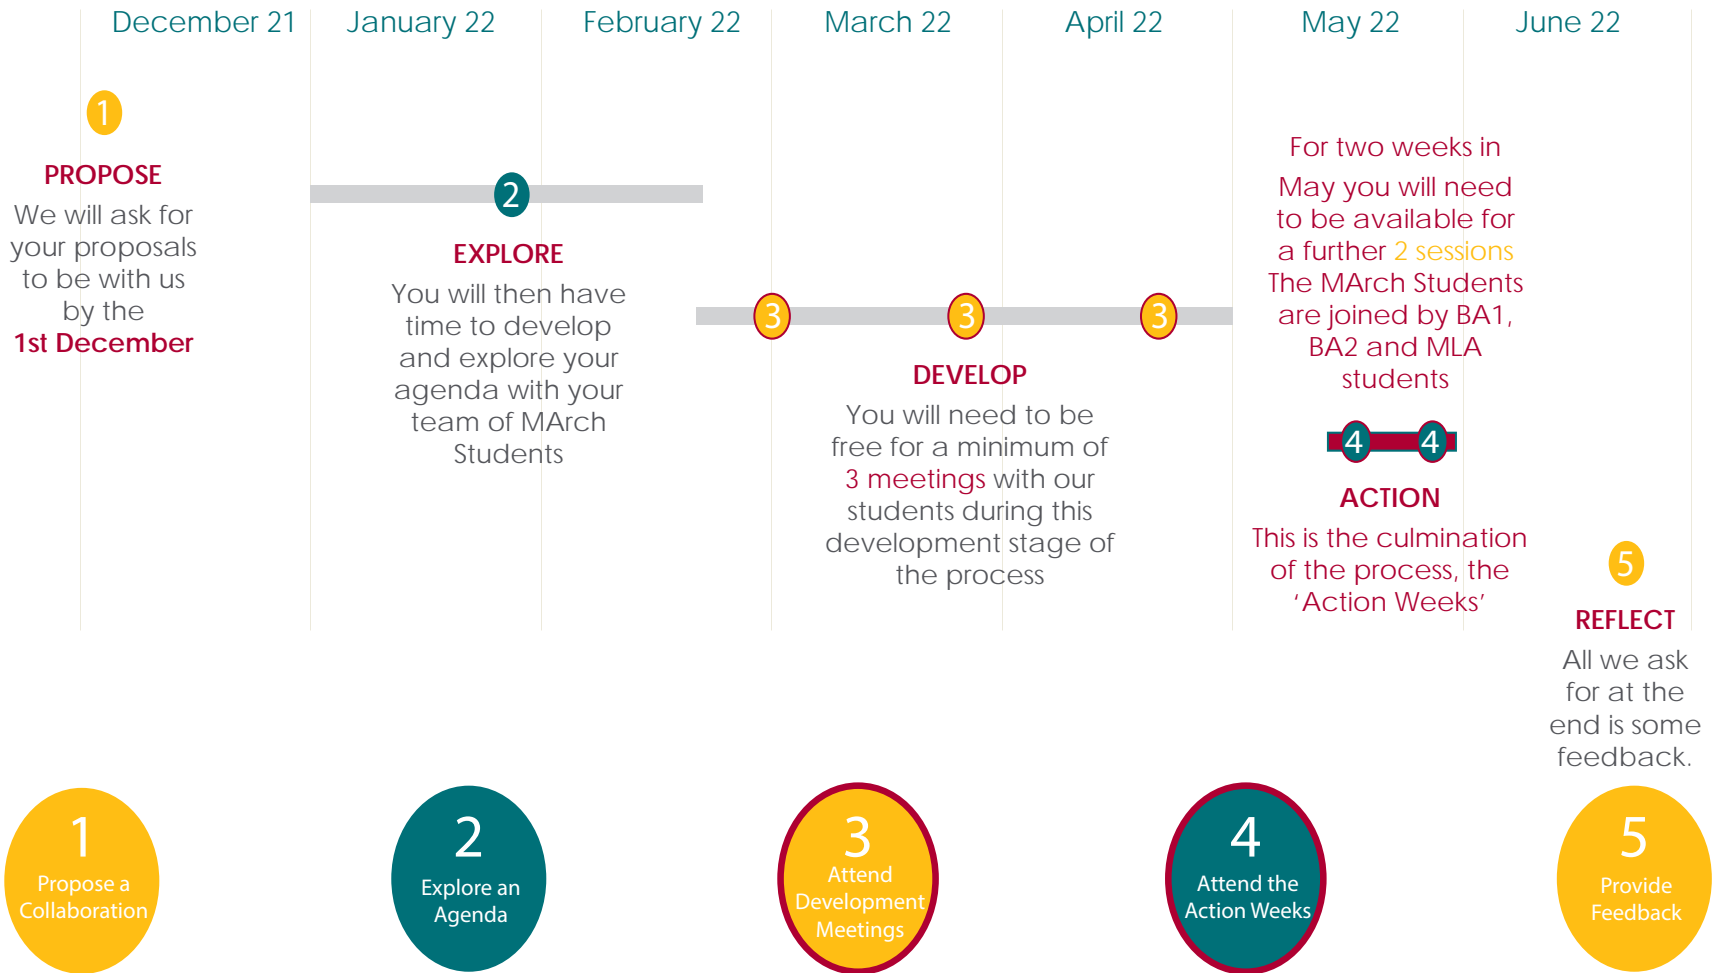 December 21
January 22
February 22
March 22
April 22
May 22
June 22
1
PROPOSE
We will ask for
your proposals
to be with us
by the
1st December
2
EXPLORE
You will then have
time to develop
and explore your
agenda with your
team of MArch
Students
3
3
3
DEVELOP
You will need to be
free for a minimum of
3 meetings with our
students during this
development stage of
the process
For two weeks in
May you will need
to be available for
a further 2 sessions
The MArch Students
are joined by BA1,
BA2 and MLA
students
4
4
ACTION
This is the culmination
of the process, the
‘Action Weeks’
5
REFLECT
All we ask
for at the
end is some
feedback.
1
Propose a
Collaboration
2
Explore an
Agenda
3
Attend
Development
Meetings
4
Attend the
Action Weeks
5
Provide
Feedback